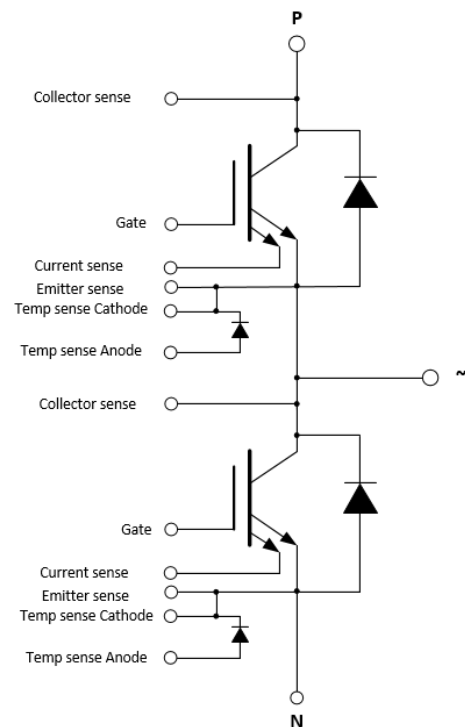 P
Collector sense
Gate
Current sense
Emitter sense
Temp sense Cathode
Temp sense Anode
~
Collector sense
Gate
Current sense
Emitter sense
Temp sense Cathode
Temp sense Anode
N